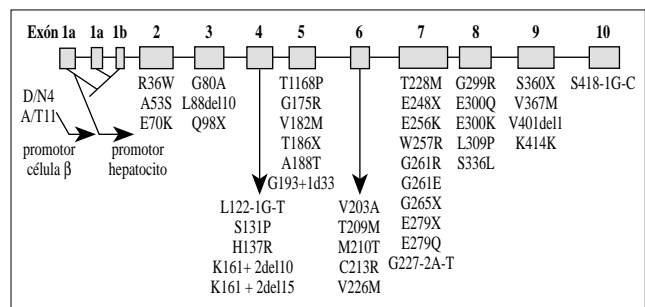 Exón 1a 1a 1b 2 3 4 5 6 7 8 9 10
D/N4
A/T11
promotor
célula β
promotor
hepatocito
R36W
A53S
E70K
G80A
L88del10
Q98X
L122-1G-T
S131P
H137R
K161+ 2del10
K161 + 2del15
T1168P
G175R
V182M
T186X
A188T
G193+1d33
V203A
T209M
M210T
C213R
V226M
T228M
E248X
E256K
W257R
G261R
G261E
G265X
E279X
E279Q
G227-2A-T
G299R
E300Q
E300K
L309P
S336L
S360X
V367M
V401del1
K414K
S418-1G-C